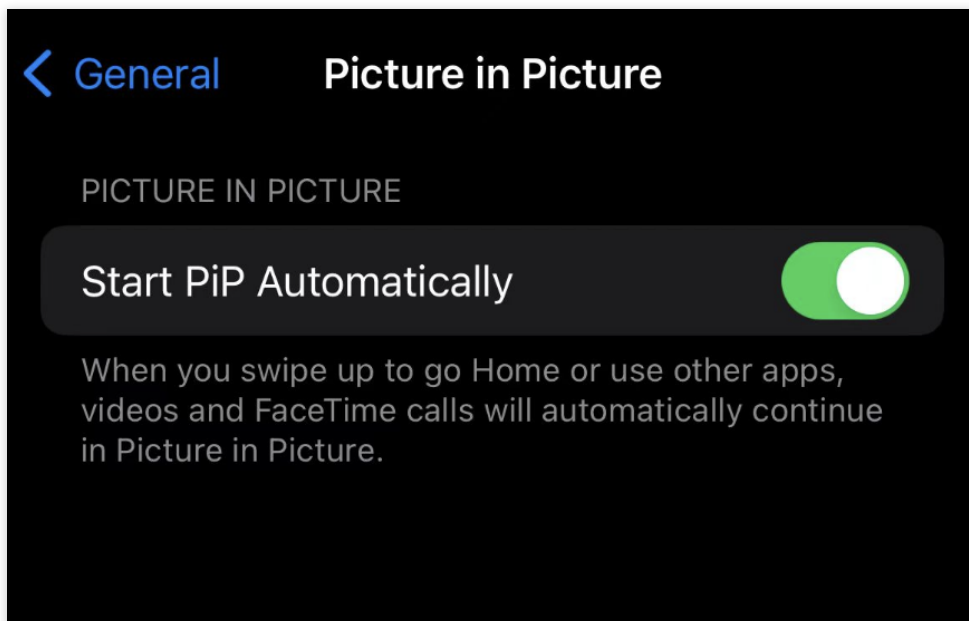 General
Picture in Picture
PICTURE IN PICTURE
Start PiP Automatically
When you swipe up to go Home or use other apps,
videos and FaceTime calls will automatically continue
in Picture in Picture.